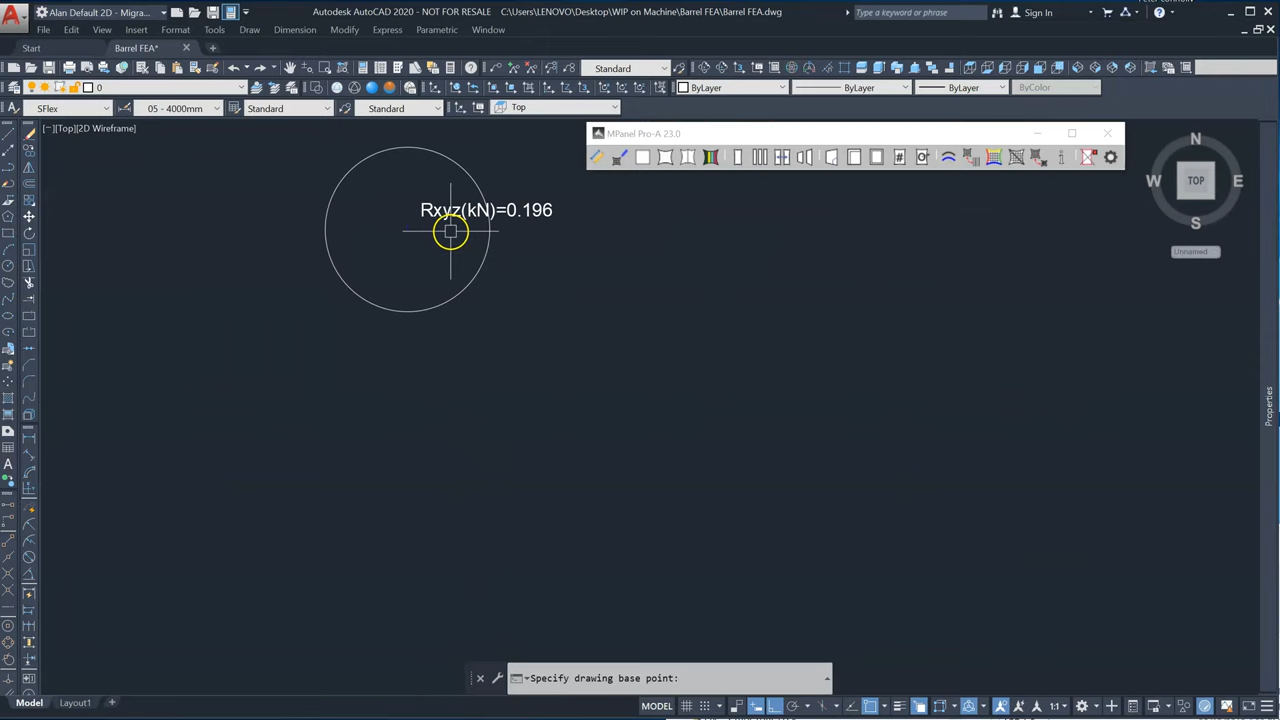 Peter Connolly
Alan Default 2D - Migra...
Autodesk AutoCAD 2020 - NOT FOR RESALE C:\Users\LENOVO\Desktop\WIP on Machine\Barrel FEA\Barrel FEA.dwg
Type a keyword or phrase
Sign In
File Edit View Insert Format Tools Draw Dimension Modify Express Parametric Window
Start Barrel FEA*
Standard
0
ByLayer ByLayer ByLayer ByColor
SFlex 05 - 4000mm Standard Standard Top
[−][Top][2D Wireframe]
MPanel Pro-A 23.0
N
W TOP E
S
Rxyz(kN)=0.196
Unnamed
Properties
Specify drawing base point:
Model Layout1
MODEL 1:1